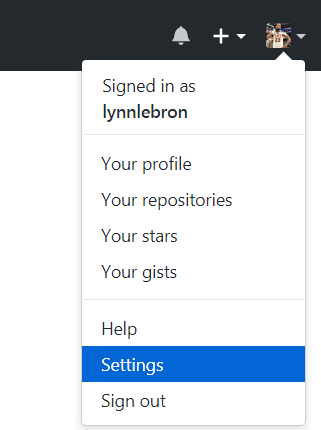 Signed in as
lynnlebron
Your profile
Your repositories
Your stars
Your gists
Help
Settings
Sign out